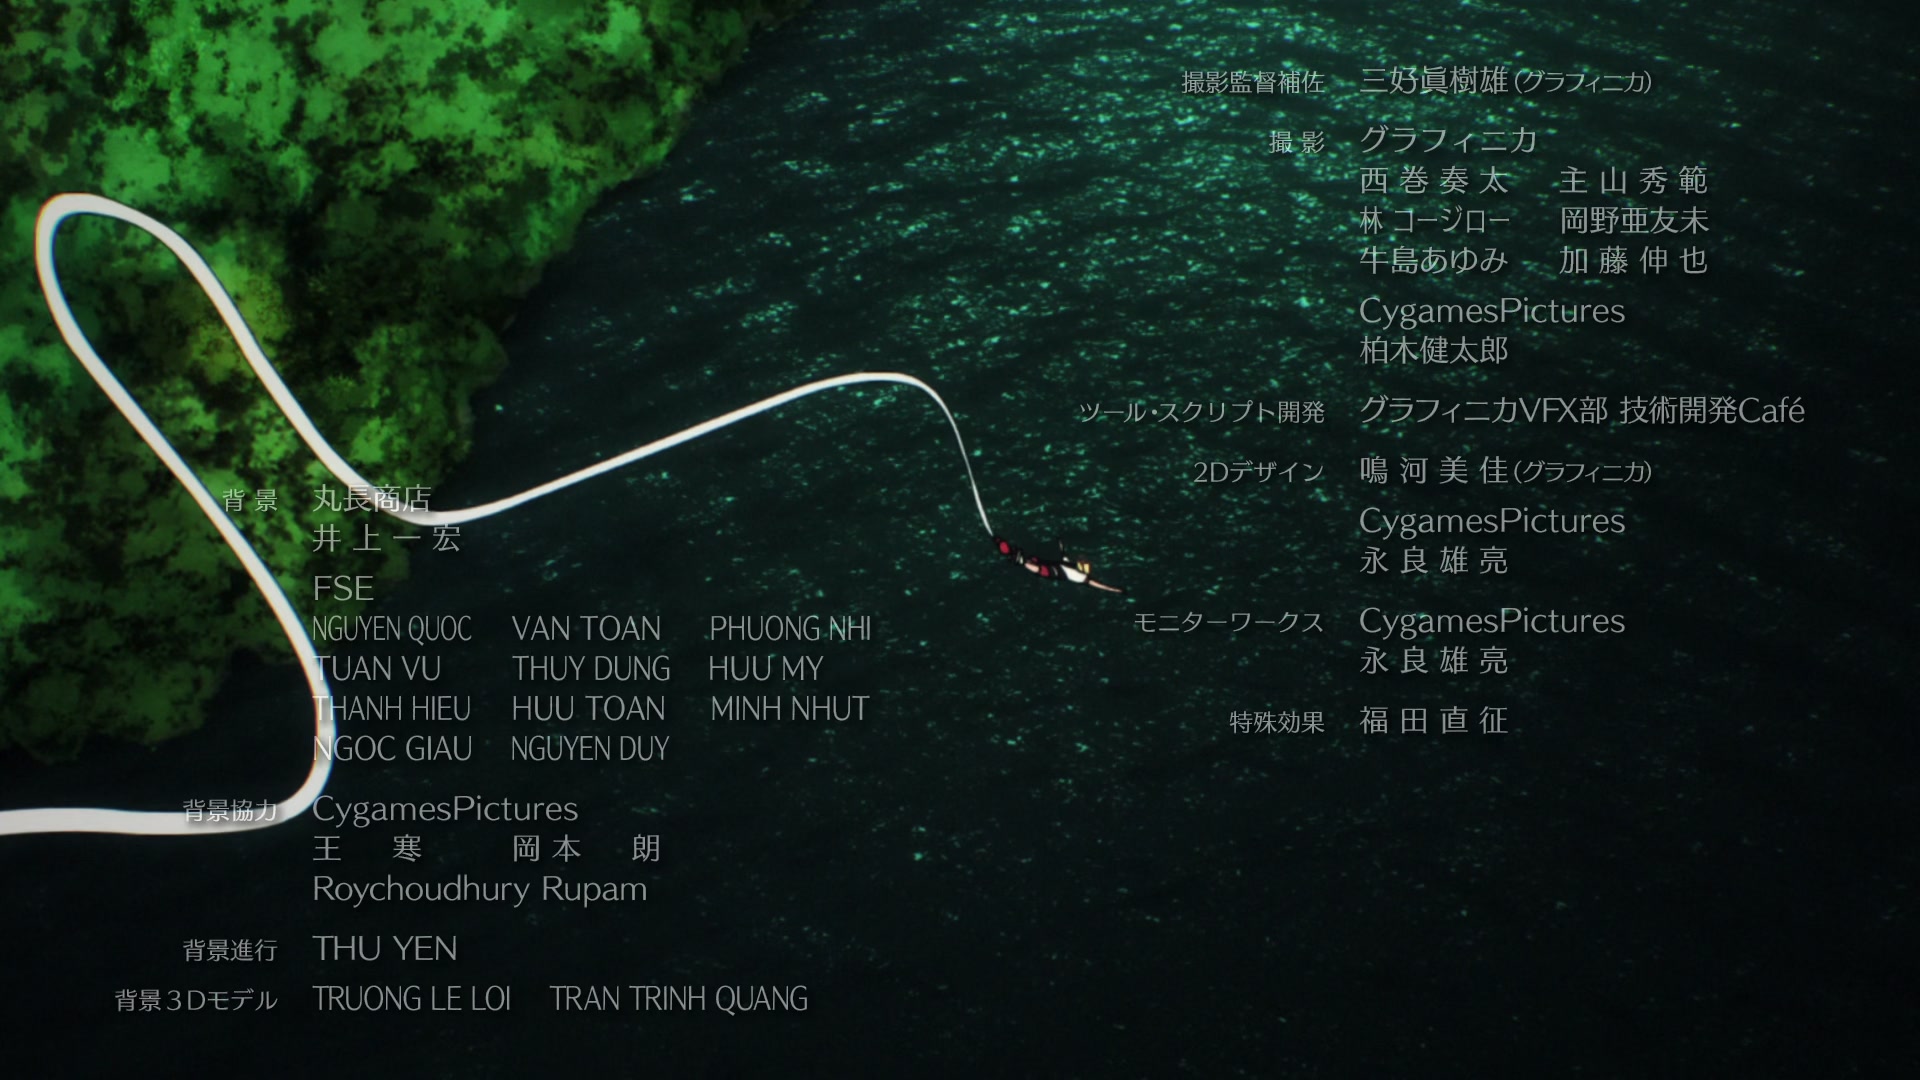 背景 丸長商店
井上一宏
FSE
NGUYEN QUOC VAN TOAN PHUONG NHI
TUAN VU THUY DUNG HUU MY
THANH HIEU HUU TOAN MINH NHUT
NGOC GIAU NGUYEN DUY
背景協力 CygamesPictures
王寒 岡本朗
Roychoudhury Rupam
背景進行 THU YEN
背景3Dモデル TRUONG LE LOI TRAN TRINH QUANG
撮影監督補佐 三好眞樹雄(グラフィニカ)
撮影 グラフィニカ
西巻奏太 主山秀範
林コージロー 岡野亜友未
牛島あゆみ 加藤伸也
CygamesPictures
柏木健太郎
ツール・スクリプト開発 グラフィニカVFX部 技術開発Café
2Dデザイン 鳴河美佳(グラフィニカ)
CygamesPictures
永良雄亮
モニターワークス CygamesPictures
永良雄亮
特殊効果 福田直征